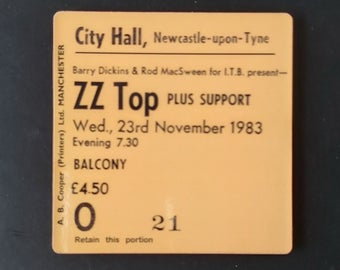 City Hall, Newcastle-upon-Tyne
Barry Dickins & Rod MacSween for I.T.B. present—
ZZ Top PLUS SUPPORT
Wed., 23rd November 1983
Evening 7.30
BALCONY
£4.50
O 21
Retain this portion
A. B. Cooper (Printers) Ltd. MANCHESTER